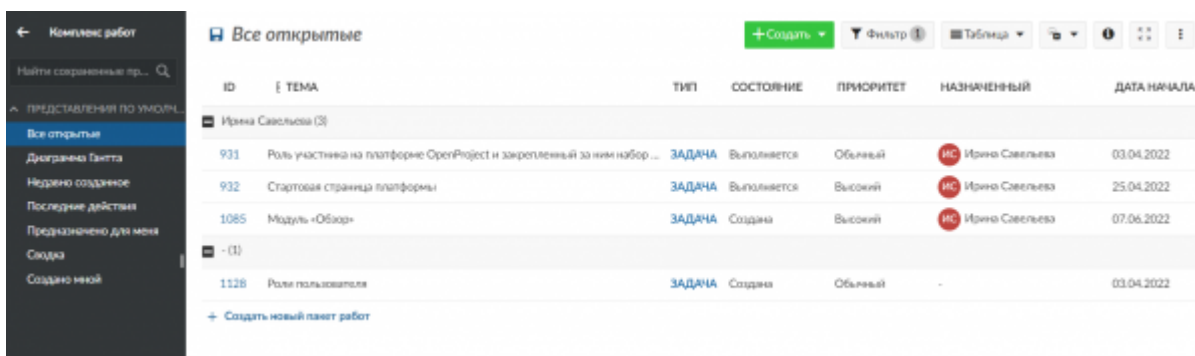 Комплекс работ
Найти сохраненные пр...
ПРЕДСТАВЛЕНИЯ ПО УМОЛЧ...
Все открытые
Диаграмма Гантта
Недавно созданное
Последние действия
Предназначено для меня
Сводка
Создано мной
Все открытые
+ Создать
Фильтр 1
Таблица
ID ТЕМА ТИП СОСТОЯНИЕ ПРИОРИТЕТ НАЗНАЧЕННЫЙ ДАТА НАЧАЛА
Ирина Савельева (3)
931 Роль участника на платформе OpenProject и закрепленный за ним набор ... ЗАДАЧА Выполняется Обычный ИС Ирина Савельева 03.04.2022
932 Стартовая страница платформы ЗАДАЧА Выполняется Высокий ИС Ирина Савельева 25.04.2022
1085 Модуль «Обзор» ЗАДАЧА Создана Высокий ИС Ирина Савельева 07.06.2022
- (1)
1128 Роли пользователя ЗАДАЧА Создана Обычный - 03.04.2022
+ Создать новый пакет работ